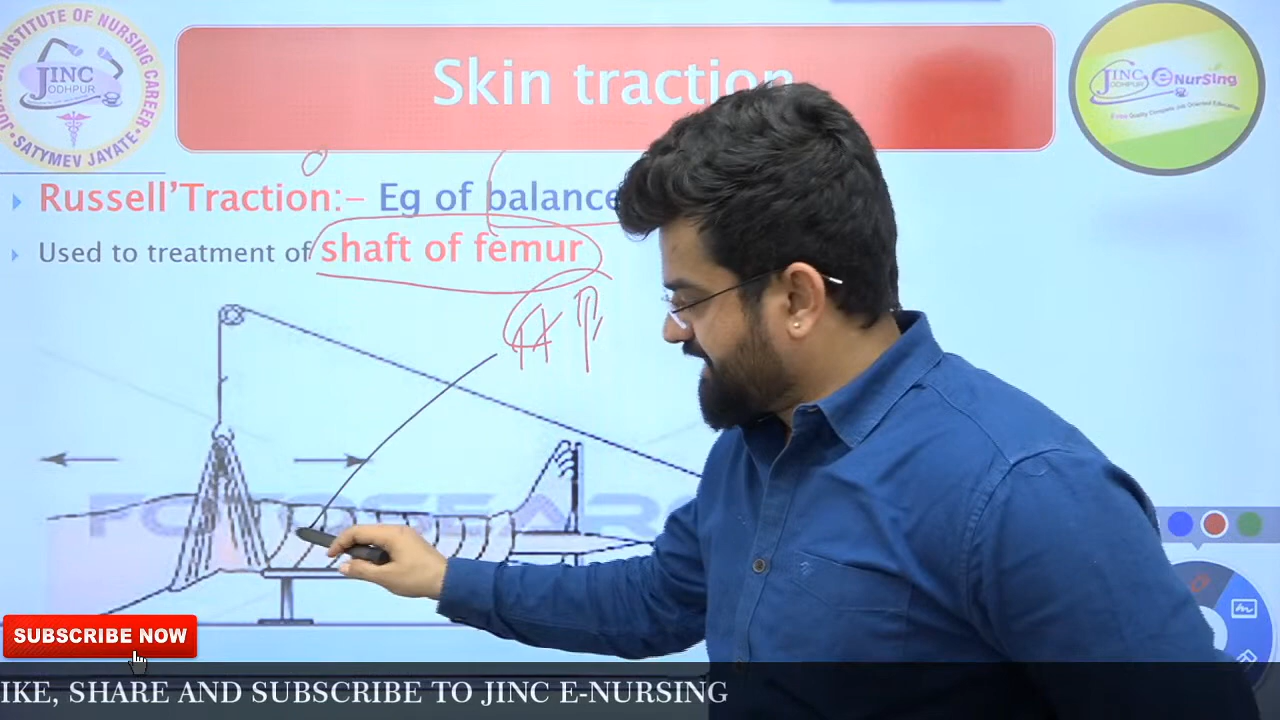 Skin traction
JINC
JODHPUR
INSTITUTE OF NURSING CAREER
SATYMEV JAYATE
JINC
JODHPUR
eNursing
Russell'Traction:- Eg of balance
Used to treatment of shaft of femur
SUBSCRIBE NOW
IKE, SHARE AND SUBSCRIBE TO JINC E-NURSING